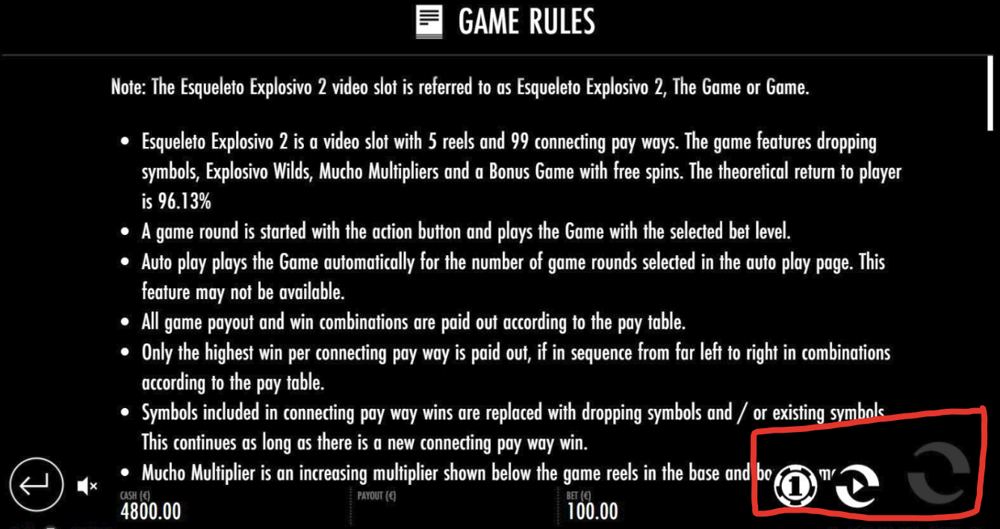 GAME RULES
Note: The Esqueleto Explosivo 2 video slot is referred to as Esqueleto Explosivo 2, The Game or Game.
• Esqueleto Explosivo 2 is a video slot with 5 reels and 99 connecting pay ways. The game features dropping
symbols, Explosivo Wilds, Mucho Multipliers and a Bonus Game with free spins. The theoretical return to player
is 96.13%
• A game round is started with the action button and plays the Game with the selected bet level.
• Auto play plays the Game automatically for the number of game rounds selected in the auto play page. This
feature may not be available.
• All game payout and win combinations are paid out according to the pay table.
• Only the highest win per connecting pay way is paid out, if in sequence from far left to right in combinations
according to the pay table.
• Symbols included in connecting pay way wins are replaced with dropping symbols and / or existing symbols
This continues as long as there is a new connecting pay way win.
• Mucho Multiplier is an increasing multiplier shown below the game reels in the base and
1
CASH (€) PAYOUT (€) BET (€)
4800.00 100.00